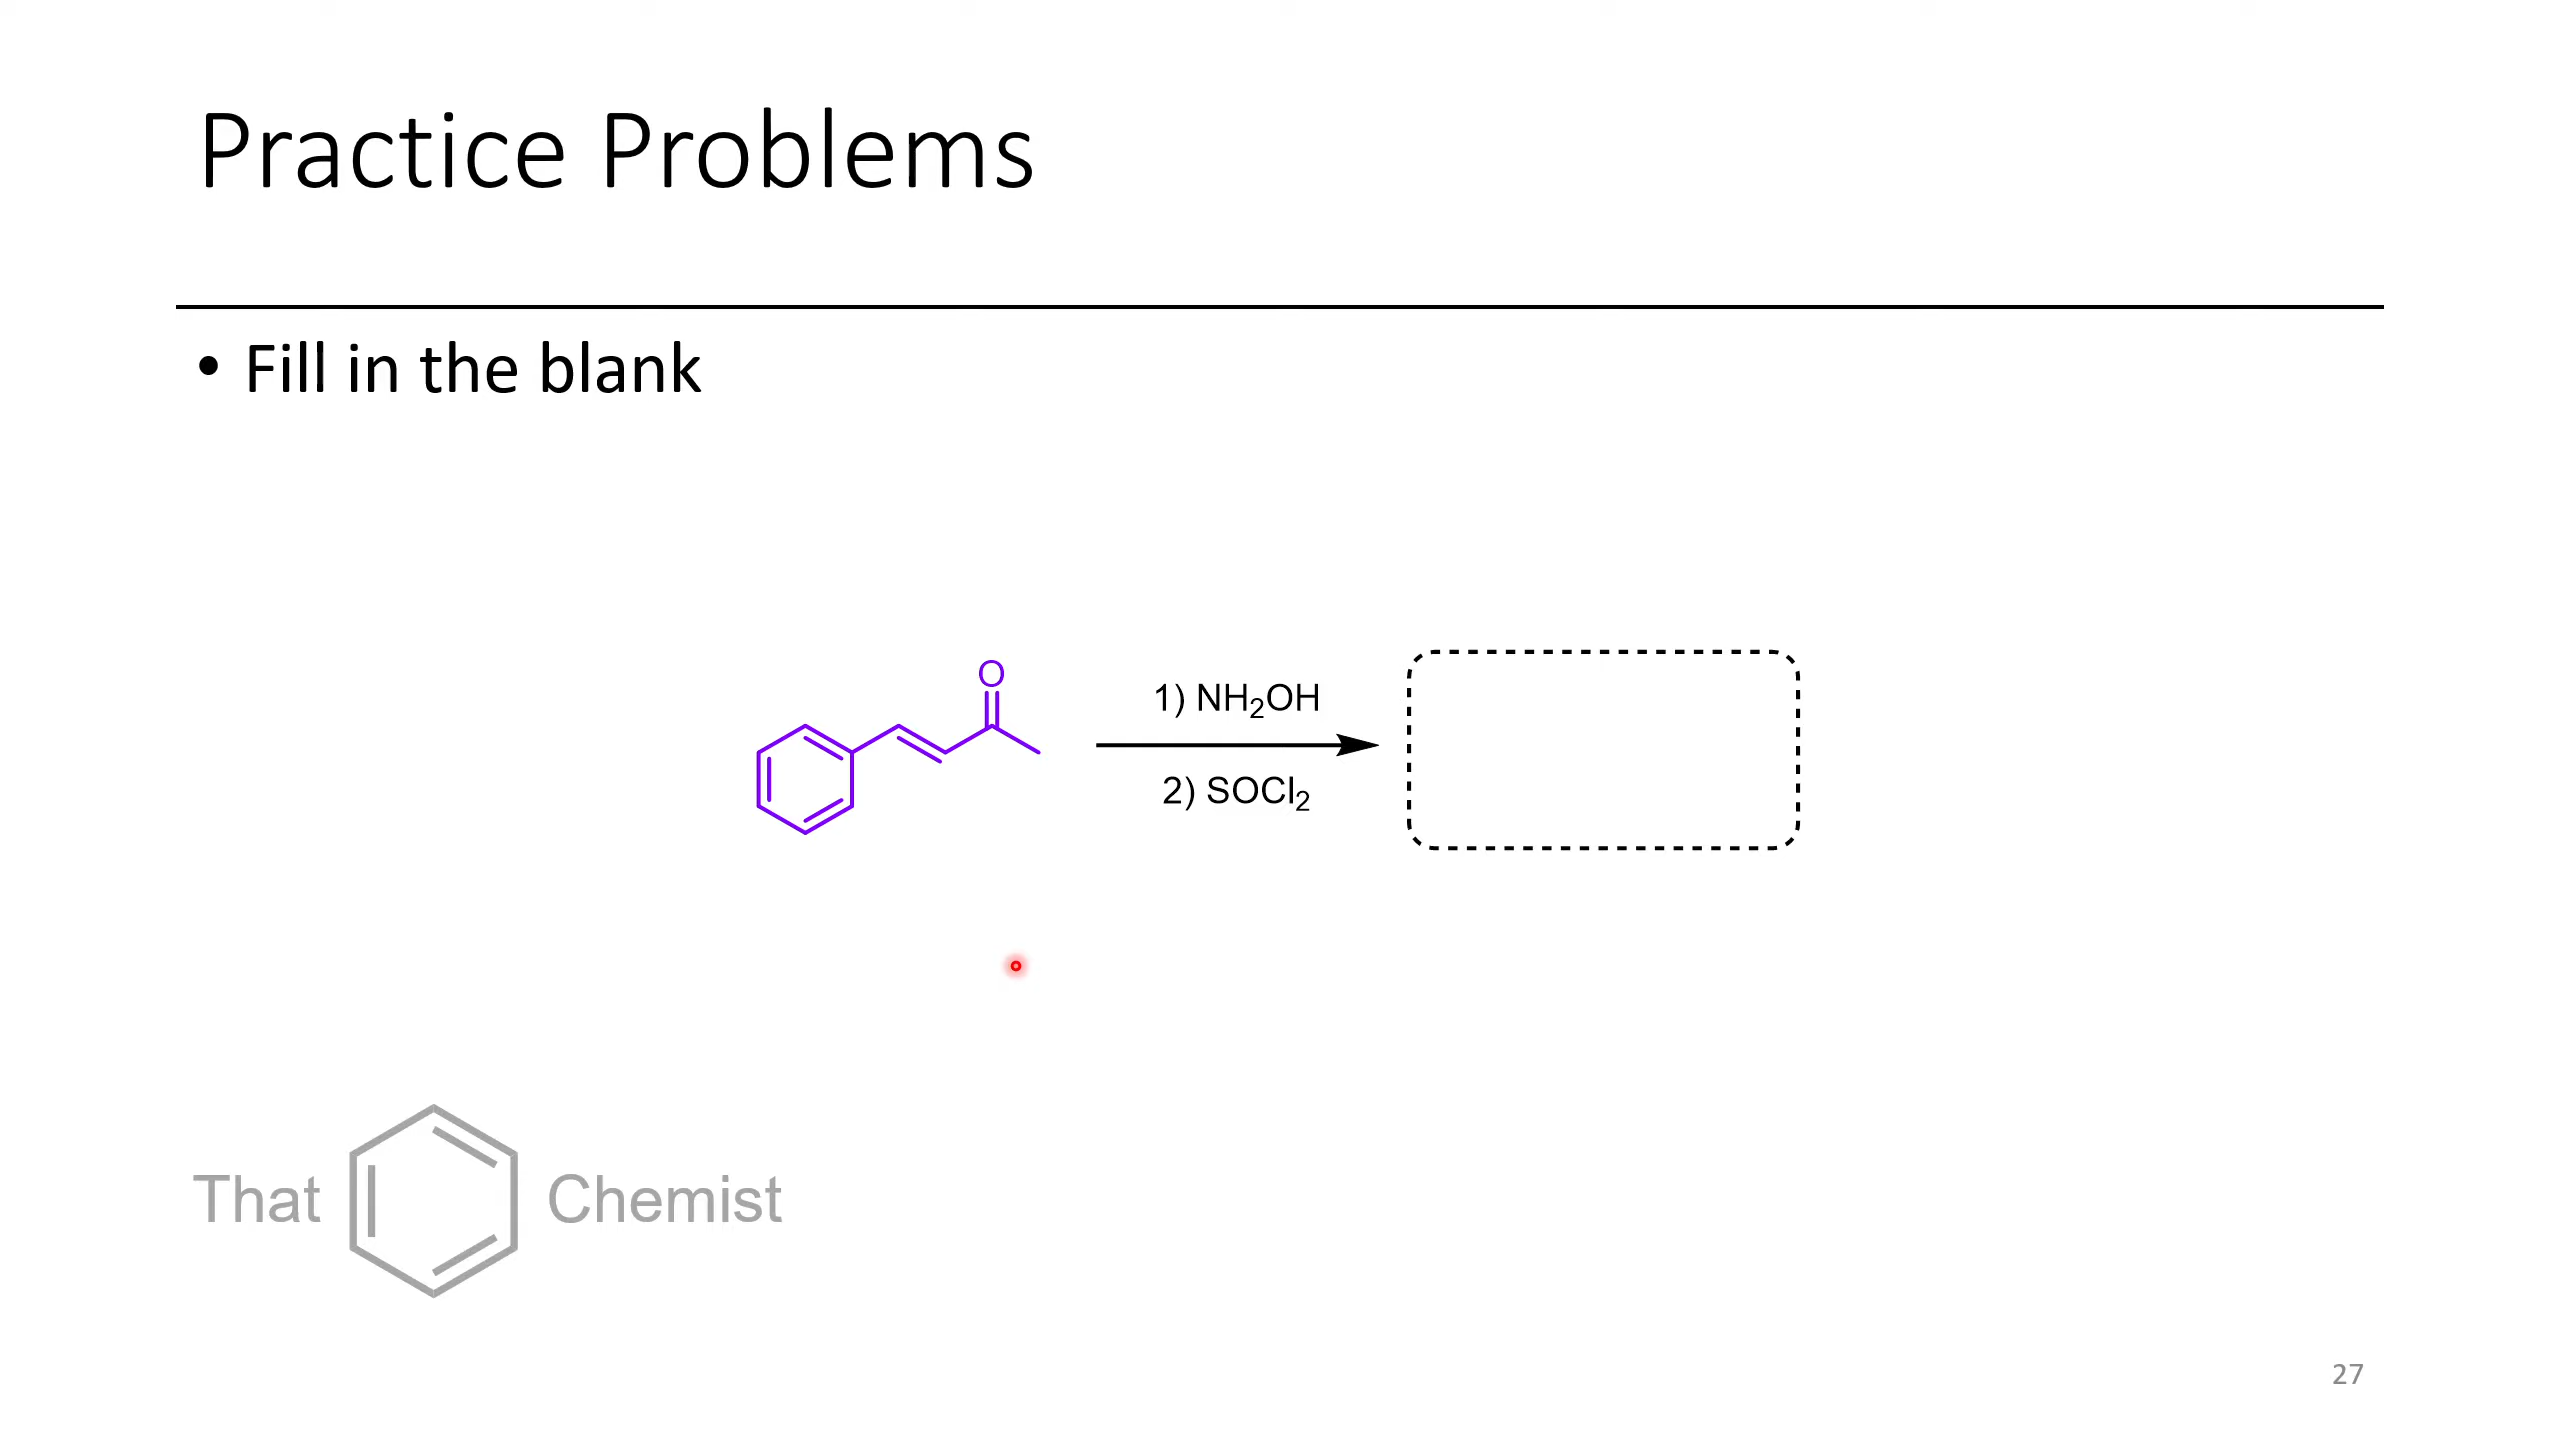 Practice Problems
• Fill in the blank
O
1) NH₂OH
2) SOCl₂
That Chemist
27